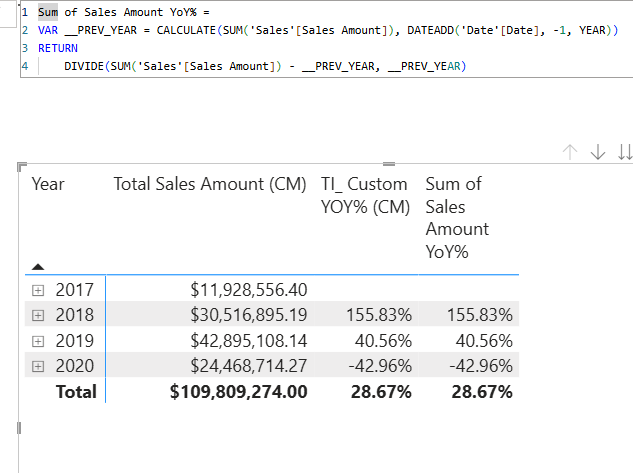 1 Sum of Sales Amount YoY% =
2 VAR __PREV_YEAR = CALCULATE(SUM('Sales'[Sales Amount]), DATEADD('Date'[Date], -1, YEAR))
3 RETURN
4 DIVIDE(SUM('Sales'[Sales Amount]) - __PREV_YEAR, __PREV_YEAR)
Year Total Sales Amount (CM) TI_ Custom Sum of
YOY% (CM) Sales
Amount
YoY%
2017 $11,928,556.40
2018 $30,516,895.19 155.83% 155.83%
2019 $42,895,108.14 40.56% 40.56%
2020 $24,468,714.27 -42.96% -42.96%
Total $109,809,274.00 28.67% 28.67%